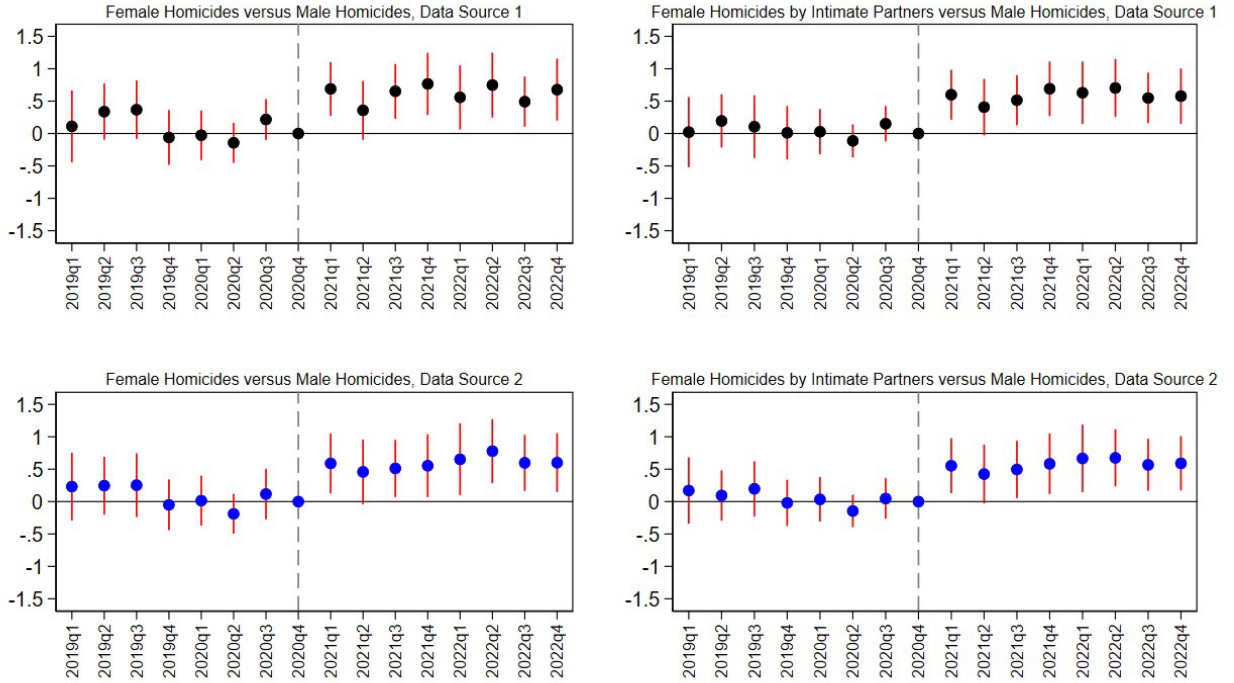 Female Homicides versus Male Homicides, Data Source 1
1.5
1
.5
0
-.5
-1
-1.5
2019q1
2019q2
2019q3
2019q4
2020q1
2020q2
2020q3
2020q4
2021q1
2021q2
2021q3
2021q4
2022q1
2022q2
2022q3
2022q4
Female Homicides by Intimate Partners versus Male Homicides, Data Source 1
1.5
1
.5
0
-.5
-1
-1.5
2019q1
2019q2
2019q3
2019q4
2020q1
2020q2
2020q3
2020q4
2021q1
2021q2
2021q3
2021q4
2022q1
2022q2
2022q3
2022q4
Female Homicides versus Male Homicides, Data Source 2
1.5
1
.5
0
-.5
-1
-1.5
2019q1
2019q2
2019q3
2019q4
2020q1
2020q2
2020q3
2020q4
2021q1
2021q2
2021q3
2021q4
2022q1
2022q2
2022q3
2022q4
Female Homicides by Intimate Partners versus Male Homicides, Data Source 2
1.5
1
.5
0
-.5
-1
-1.5
2019q1
2019q2
2019q3
2019q4
2020q1
2020q2
2020q3
2020q4
2021q1
2021q2
2021q3
2021q4
2022q1
2022q2
2022q3
2022q4